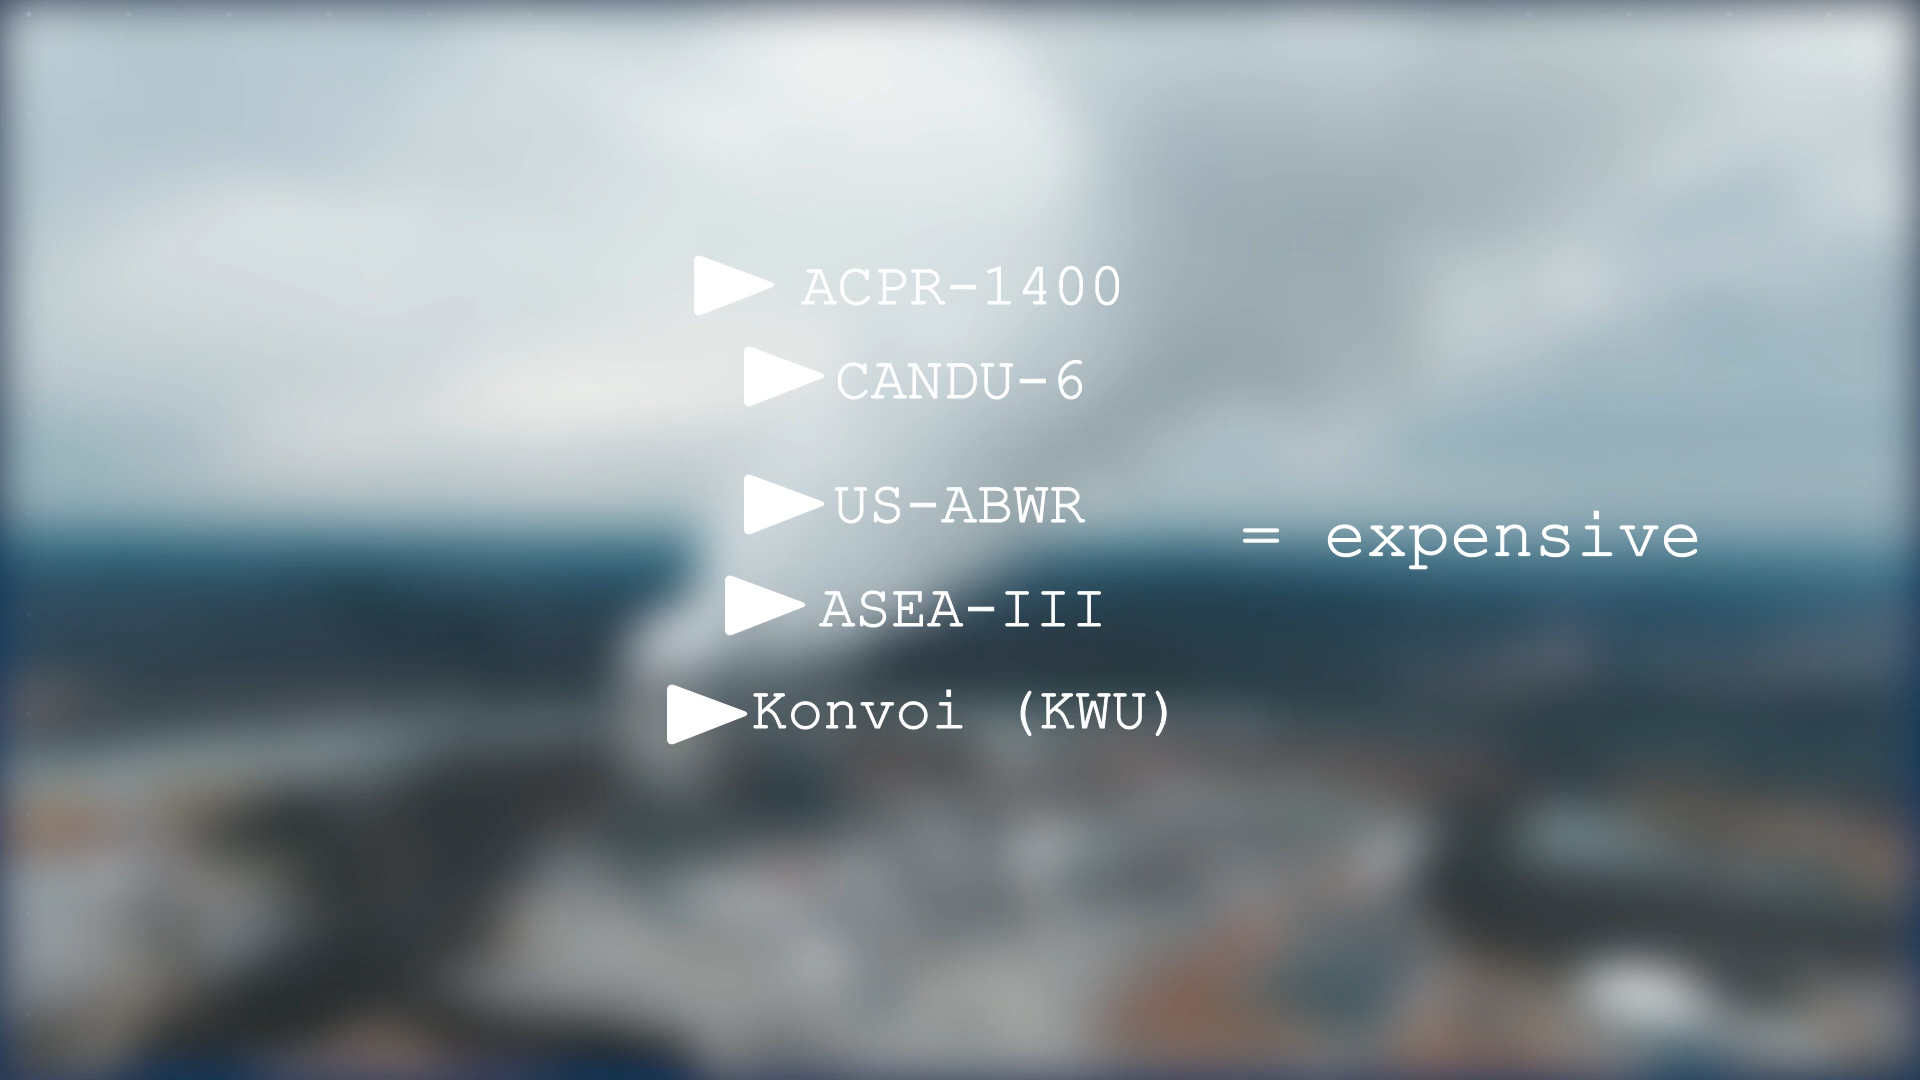 ACPR-1400
CANDU-6
US-ABWR
= expensive
ASEA-III
Konvoi (KWU)